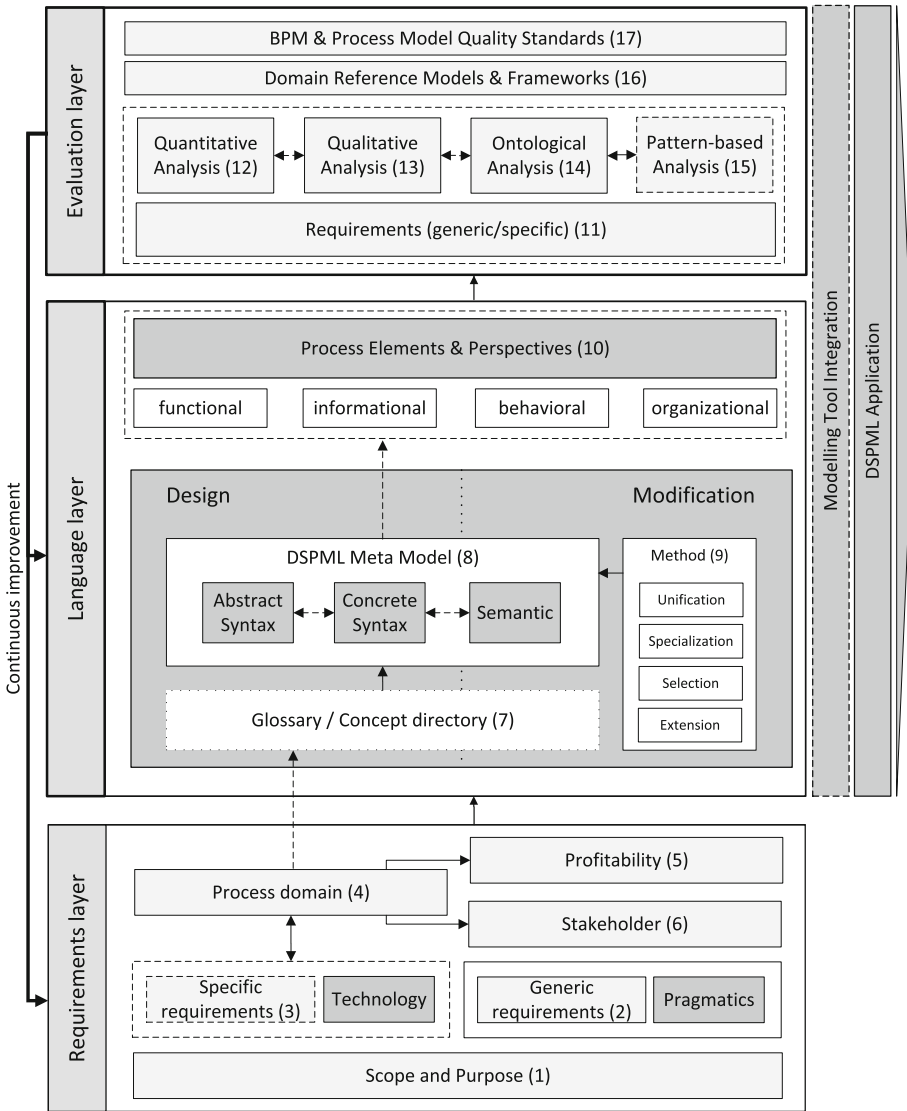 Continuous improvement
Evaluation layer
BPM & Process Model Quality Standards (17)
Domain Reference Models & Frameworks (16)
Quantitative
Analysis (12)
Qualitative
Analysis (13)
Ontological
Analysis (14)
Pattern-based
Analysis (15)
Requirements (generic/specific) (11)
Modelling Tool Integration
DSPML Application
Language layer
Process Elements & Perspectives (10)
functional
informational
behavioral
organizational
Design
Modification
DSPML Meta Model (8)
Abstract
Syntax
Concrete
Syntax
Semantic
Method (9)
Unification
Specialization
Selection
Extension
Glossary / Concept directory (7)
Requirements layer
Process domain (4)
Profitability (5)
Stakeholder (6)
Specific
requirements (3)
Technology
Generic
requirements (2)
Pragmatics
Scope and Purpose (1)